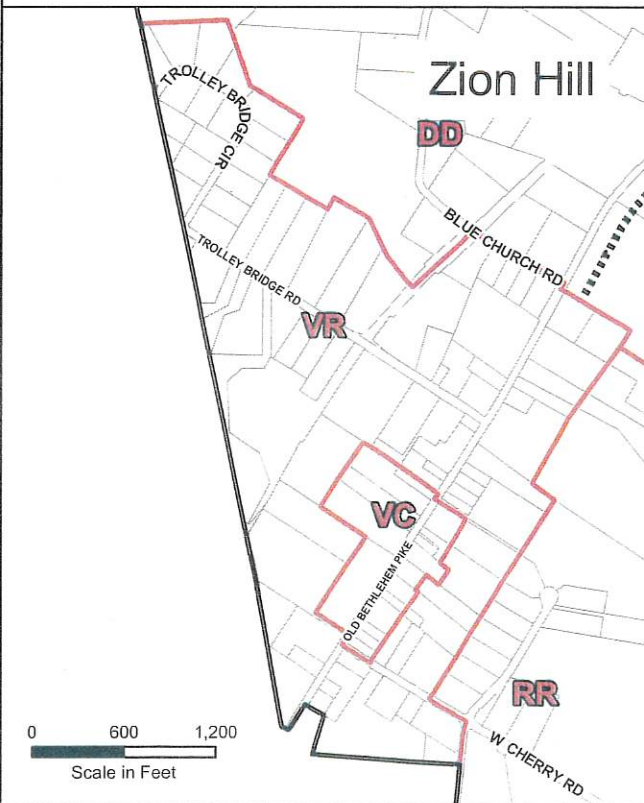 Zion Hill
DD
TROLLEY BRIDGE CIR
BLUE CHURCH RD
TROLLEY BRIDGE RD
VR
VC
OLD BETHLEHEM PIKE
RR
W CHERRY RD
0 600 1,200
Scale in Feet